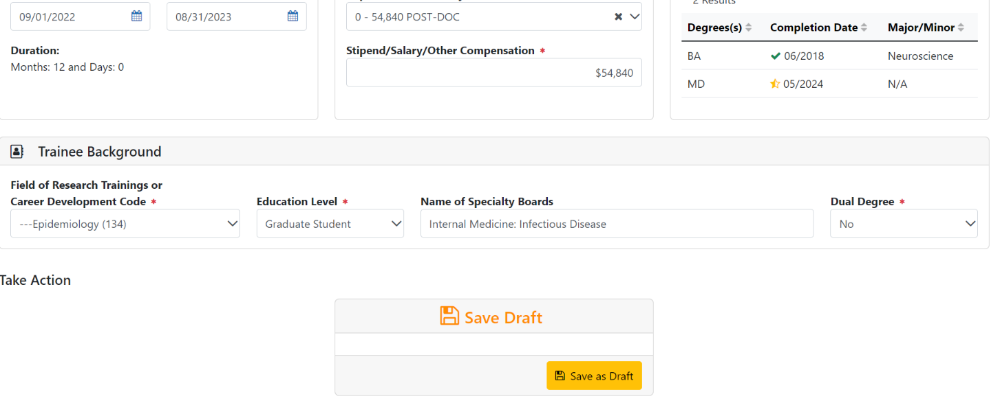 2 Results
09/01/2022
08/31/2023
0 - 54,840 POST-DOC
Degrees(s) Completion Date Major/Minor
Duration:
Months: 12 and Days: 0
Stipend/Salary/Other Compensation *
$54,840
BA 06/2018 Neuroscience
MD 05/2024 N/A
Trainee Background
Field of Research Trainings or
Career Development Code *
---Epidemiology (134)
Education Level *
Graduate Student
Name of Specialty Boards
Internal Medicine: Infectious Disease
Dual Degree *
No
Take Action
Save Draft
Save as Draft